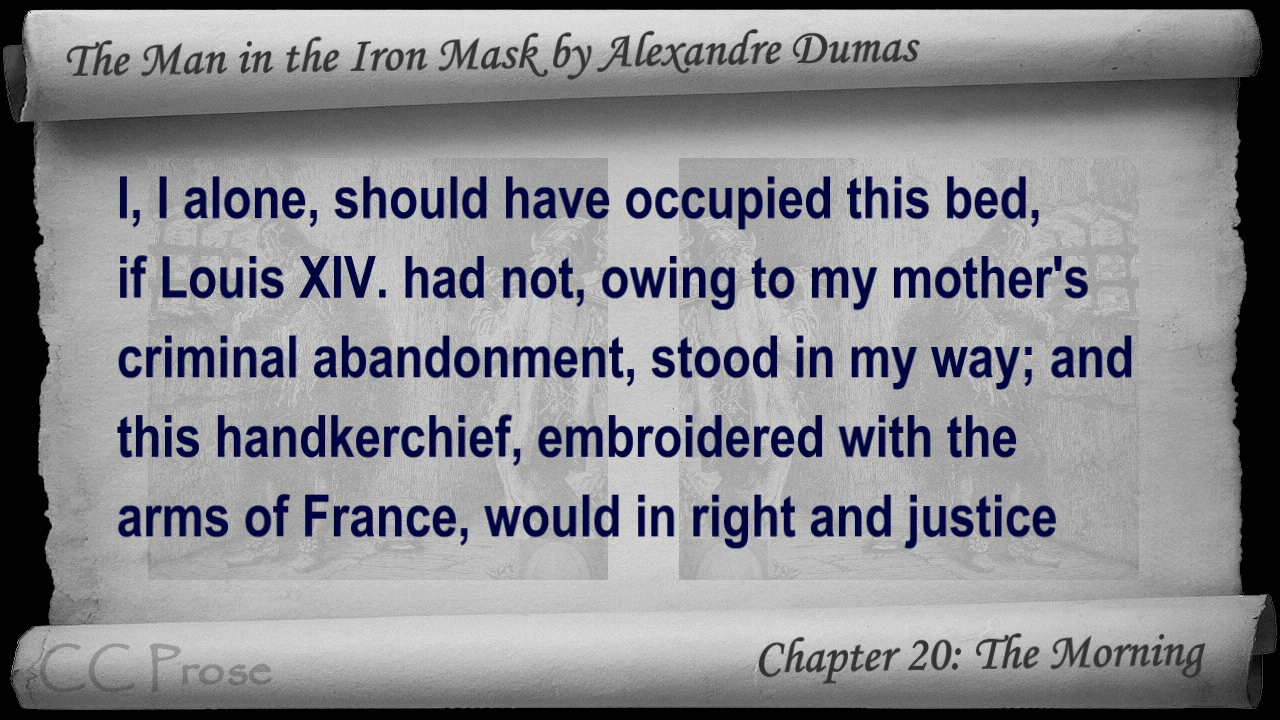 The Man in the Iron Mask by Alexandre Dumas
I, I alone, should have occupied this bed,
if Louis XIV. had not, owing to my mother's
criminal abandonment, stood in my way; and
this handkerchief, embroidered with the
arms of France, would in right and justice
CC Prose
Chapter 20: The Morning